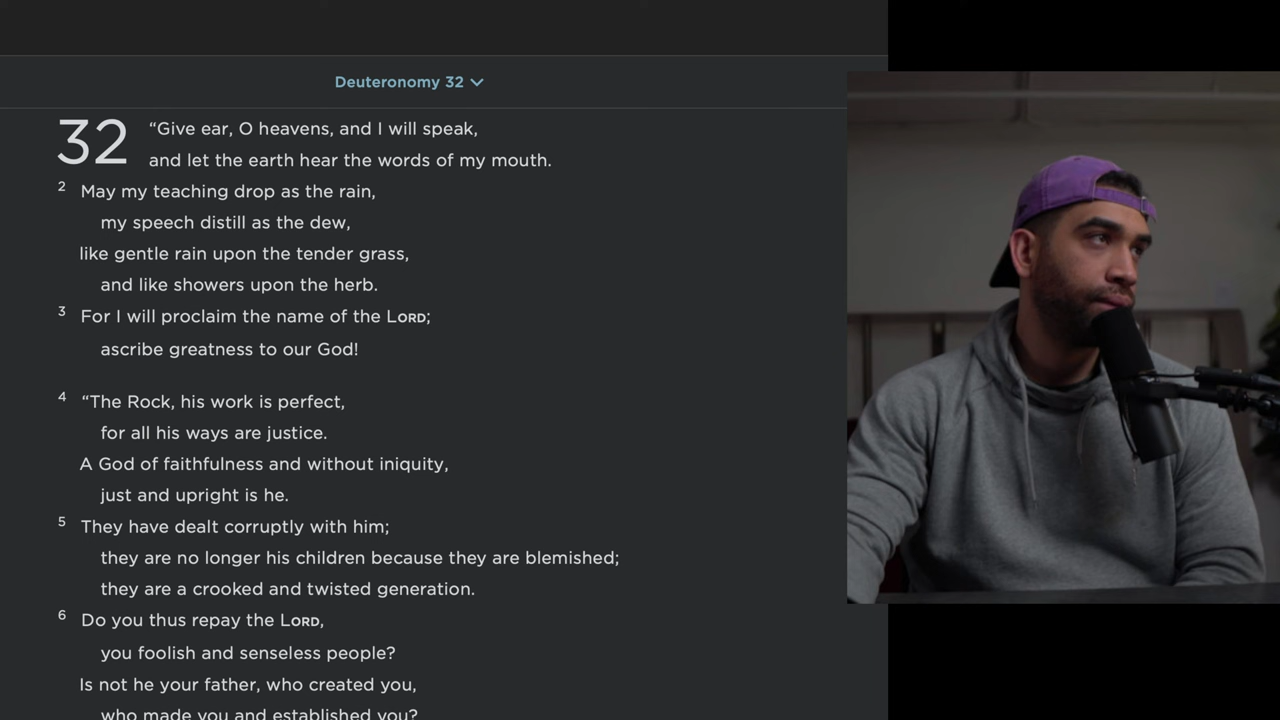 Deuteronomy 32
32 “Give ear, O heavens, and I will speak,
and let the earth hear the words of my mouth.
2 May my teaching drop as the rain,
my speech distill as the dew,
like gentle rain upon the tender grass,
and like showers upon the herb.
3 For I will proclaim the name of the LORD;
ascribe greatness to our God!
4 “The Rock, his work is perfect,
for all his ways are justice.
A God of faithfulness and without iniquity,
just and upright is he.
5 They have dealt corruptly with him;
they are no longer his children because they are blemished;
they are a crooked and twisted generation.
6 Do you thus repay the LORD,
you foolish and senseless people?
Is not he your father, who created you,
who made you and established you?